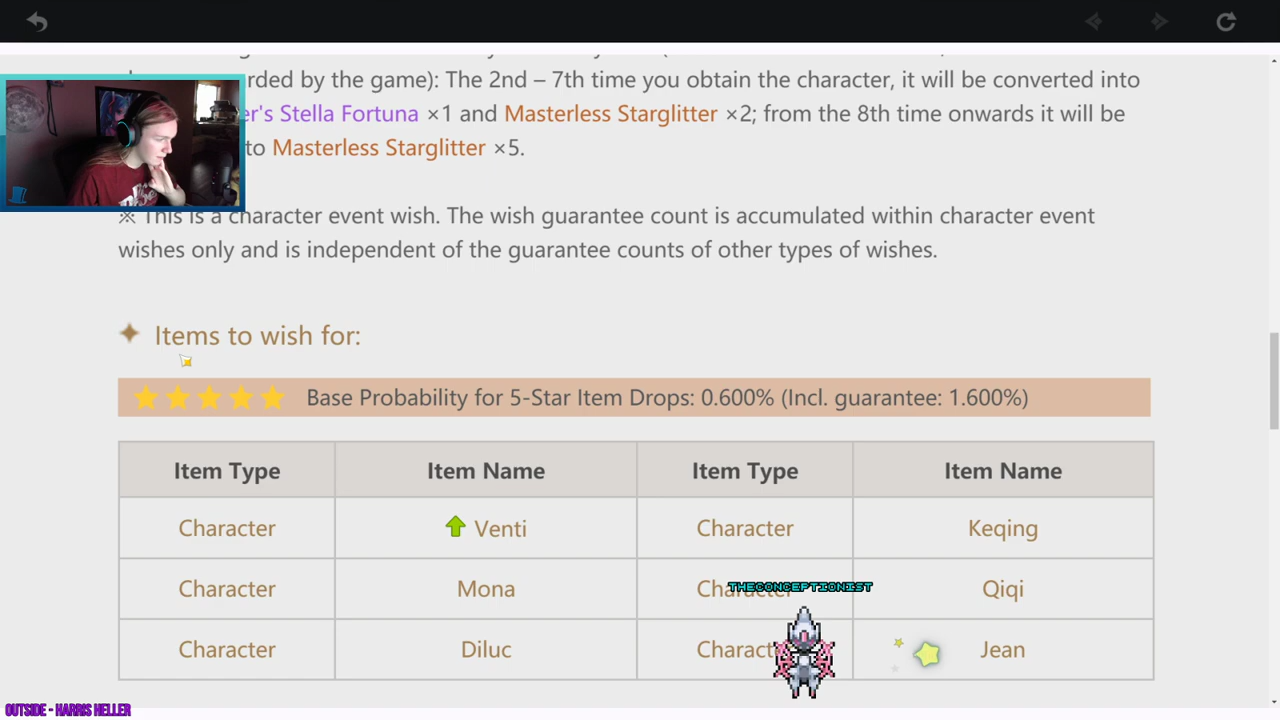 rded by the game): The 2nd – 7th time you obtain the character, it will be converted into
er's Stella Fortuna ×1 and Masterless Starglitter ×2; from the 8th time onwards it will be
to Masterless Starglitter ×5.
※ This is a character event wish. The wish guarantee count is accumulated within character event
wishes only and is independent of the guarantee counts of other types of wishes.
Items to wish for:
Base Probability for 5-Star Item Drops: 0.600% (Incl. guarantee: 1.600%)
Item Type Item Name Item Type Item Name
Character Venti Character Keqing
THECONCEPTIONIST
Character Mona Character Qiqi
Character Diluc Charact Jean
OUTSIDE - HARRIS HELLER